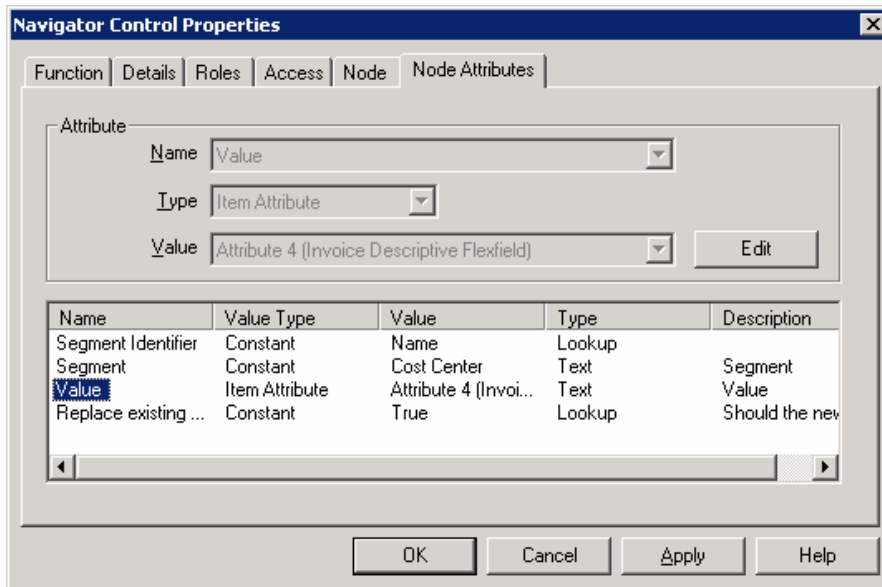 Navigator Control Properties
Function Details Roles Access Node Node Attributes
Attribute
Name Value
Type Item Attribute
Value Attribute 4 (Invoice Descriptive Flexfield) Edit
Name Value Type Value Type Description
Segment Identifier Constant Name Lookup
Segment Constant Cost Center Text Segment
Value Item Attribute Attribute 4 (Invoi... Text Value
Replace existing ... Constant True Lookup Should the new
OK Cancel Apply Help